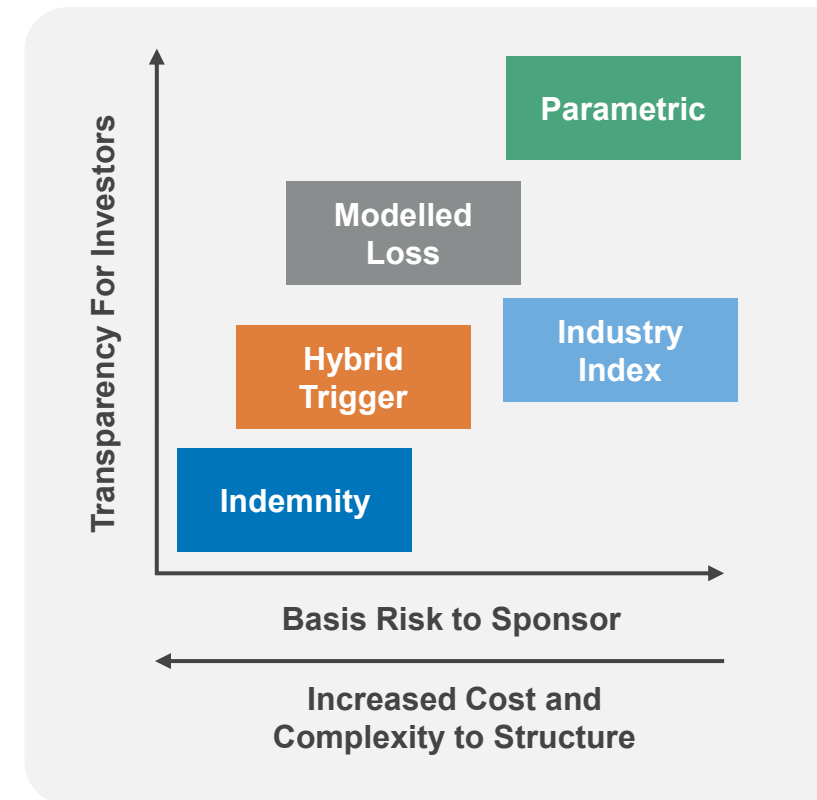 Transparency For Investors
Parametric
Modelled
Loss
Industry
Index
Hybrid
Trigger
Indemnity
Basis Risk to Sponsor
Increased Cost and
Complexity to Structure